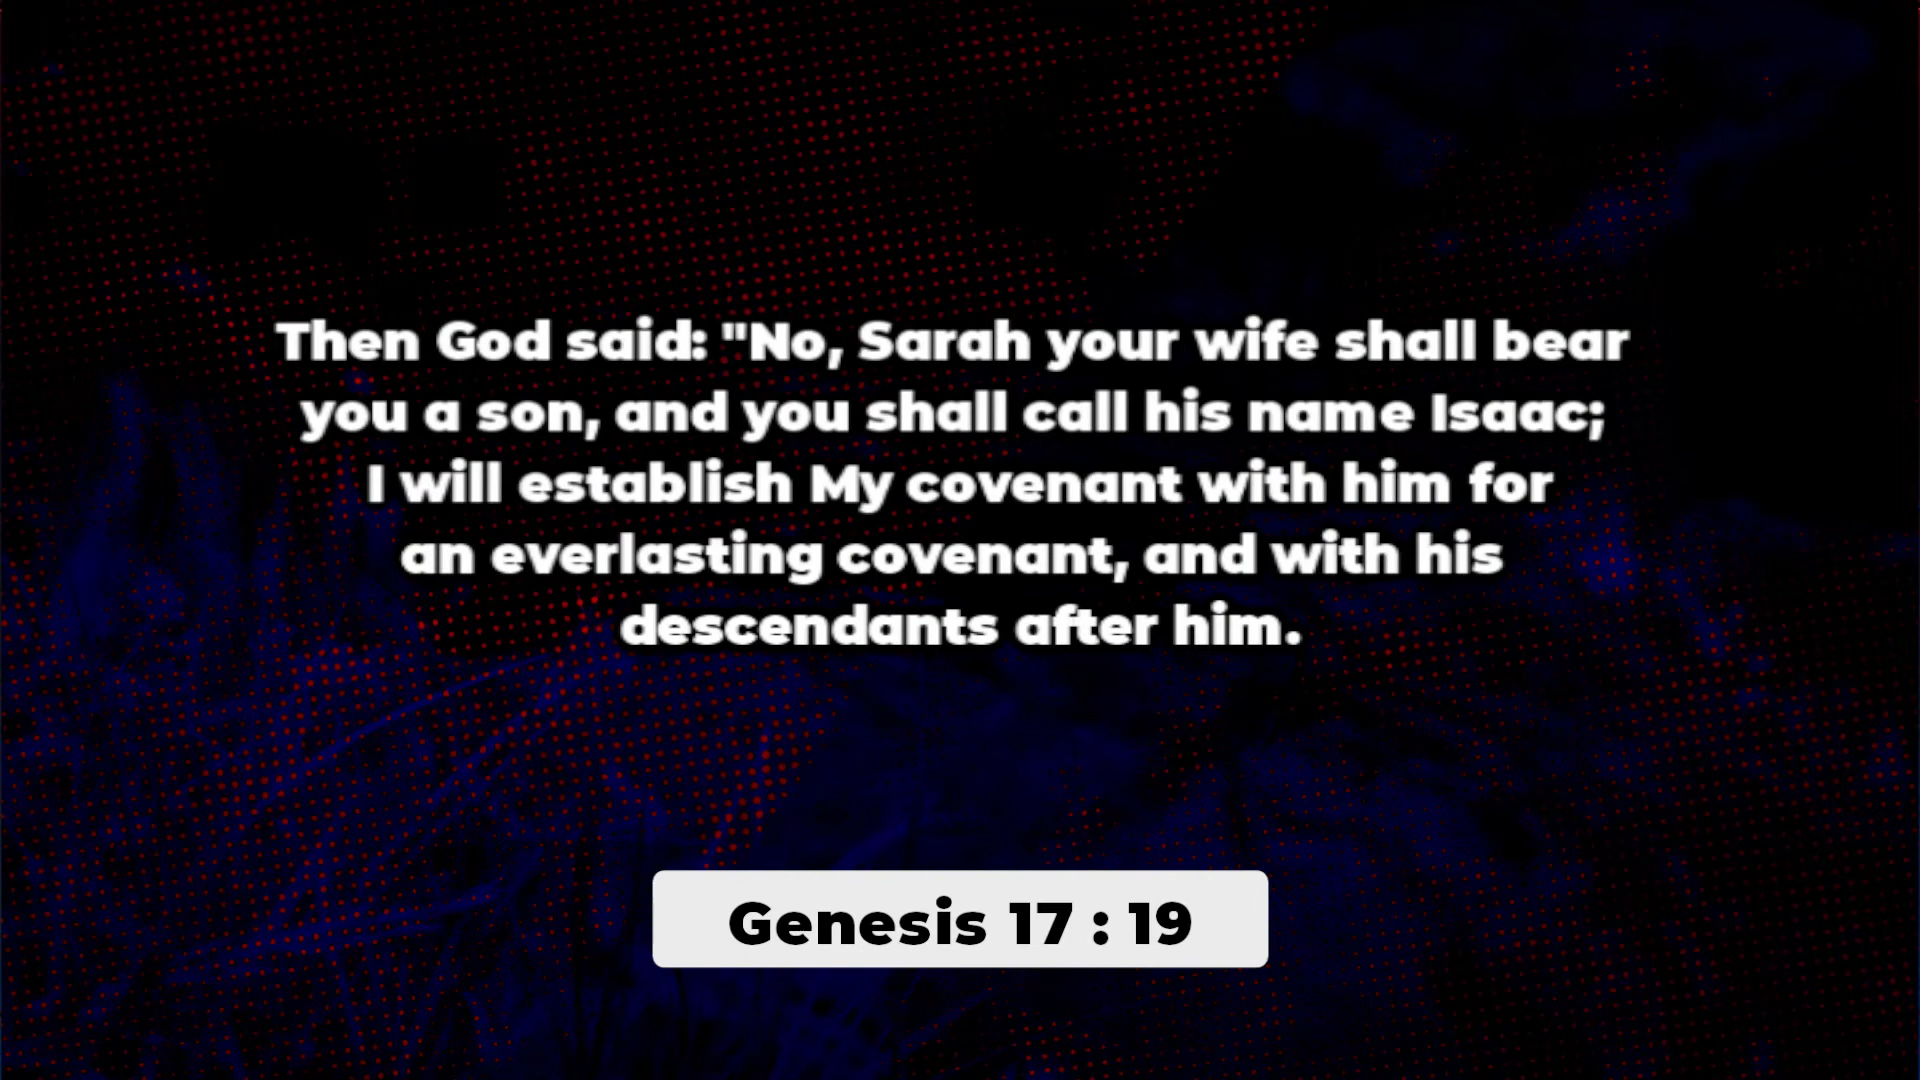 Then God said: "No, Sarah your wife shall bear
you a son, and you shall call his name Isaac;
I will establish My covenant with him for
an everlasting covenant, and with his
descendants after him.
Genesis 17 : 19